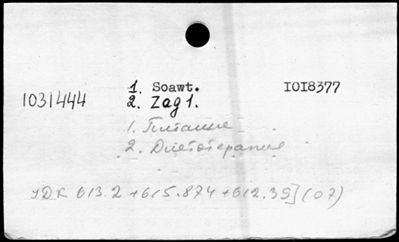 1. Soawt. IOI8377
1031444 2. Zag1.
1. Питание
2. Диетотерапия
УДК 613.2+615.874+612.39](07)